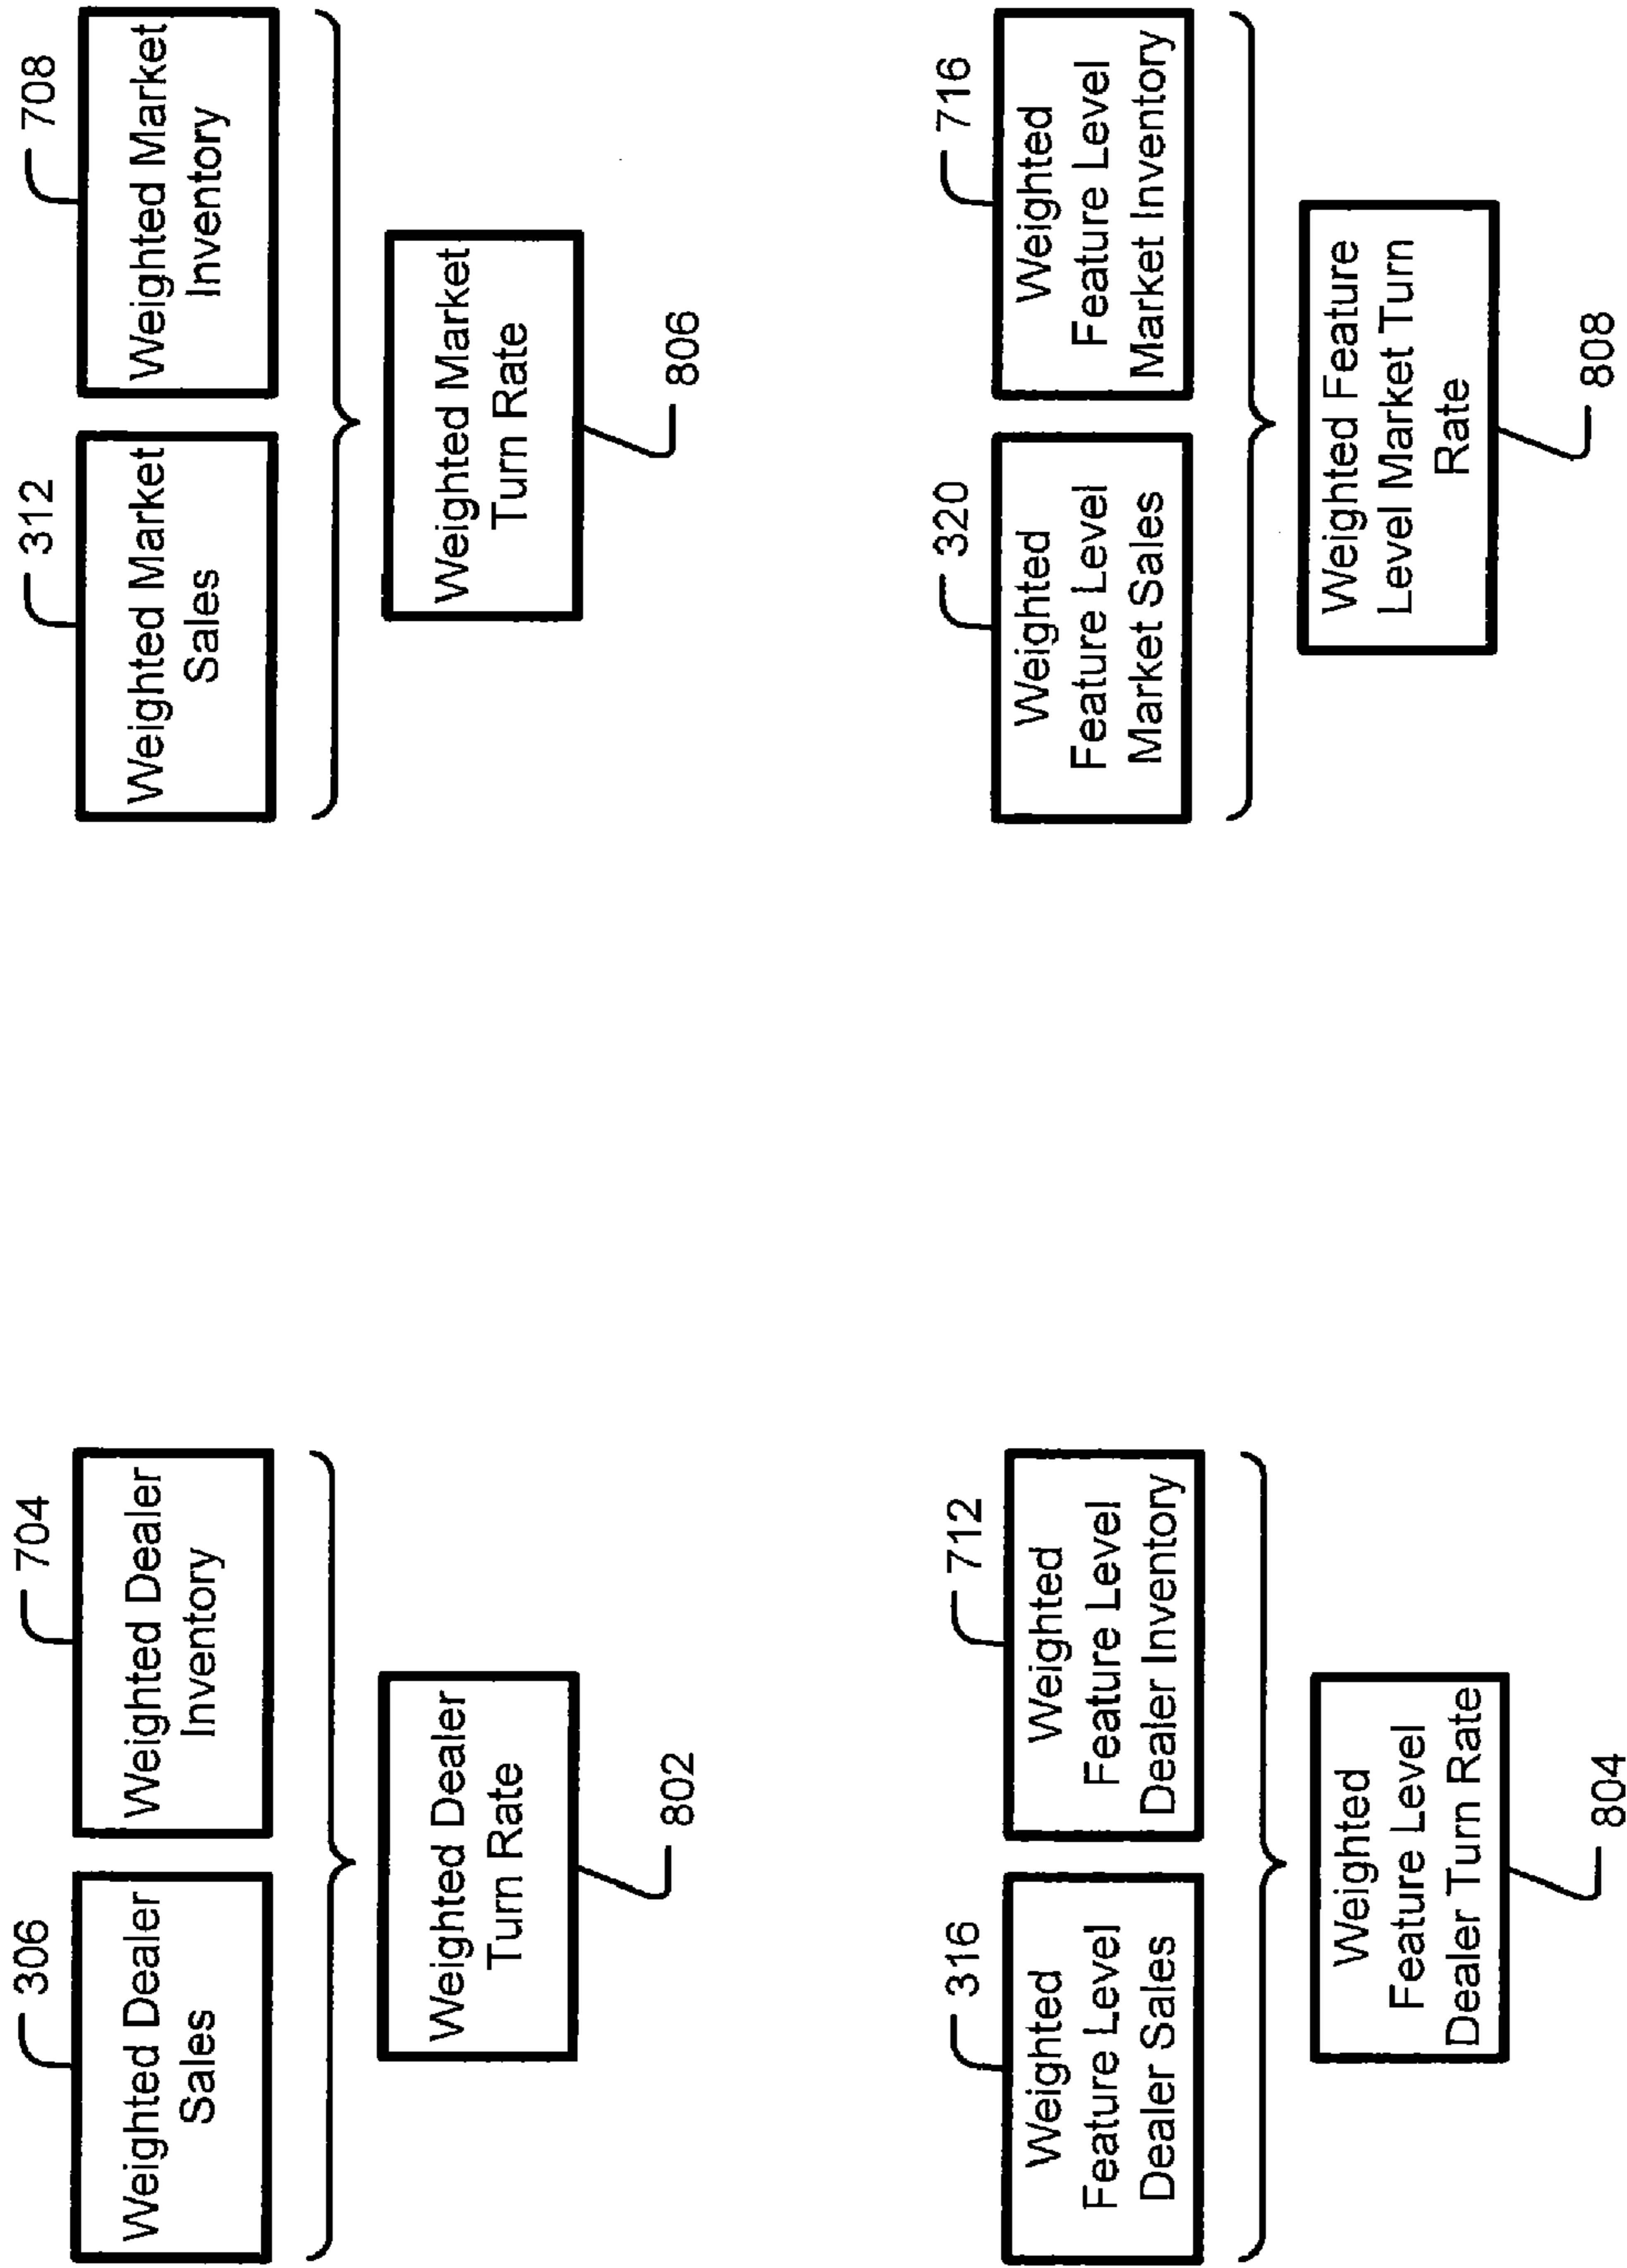 306
Weighted Dealer
Sales
704
Weighted Dealer
Inventory
Weighted Dealer
Turn Rate
802
312
Weighted Market
Sales
708
Weighted Market
Inventory
Weighted Market
Turn Rate
806
316
Weighted
Feature Level
Dealer Sales
712
Weighted
Feature Level
Dealer Inventory
Weighted
Feature Level
Dealer Turn Rate
804
320
Weighted
Feature Level
Market Sales
716
Weighted
Feature Level
Market Inventory
Weighted Feature
Level Market Turn
Rate
808